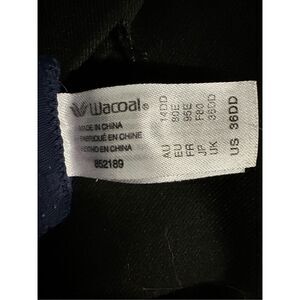 Wacoal®
MADE IN CHINA
FABRIQUÉ EN CHINE
HECHO EN CHINA
852189
AU 14DD
EU 80E
FR 95E
JP F80
UK 36DD
US 36DD